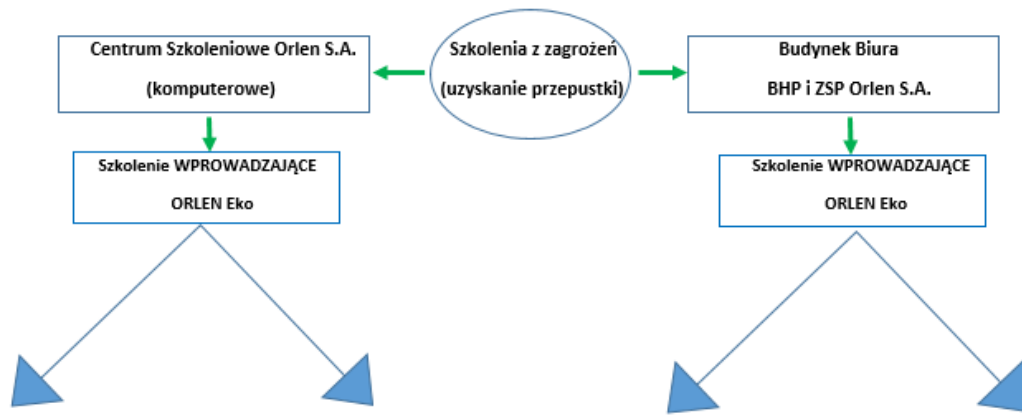 Centrum Szkoleniowe Orlen S.A.
(komputerowe)
Szkolenia z zagrożeń
(uzyskanie przepustki)
Budynek Biura
BHP i ZSP Orlen S.A.
Szkolenie WPROWADZAJĄCE
ORLEN Eko
Szkolenie WPROWADZAJĄCE
ORLEN Eko